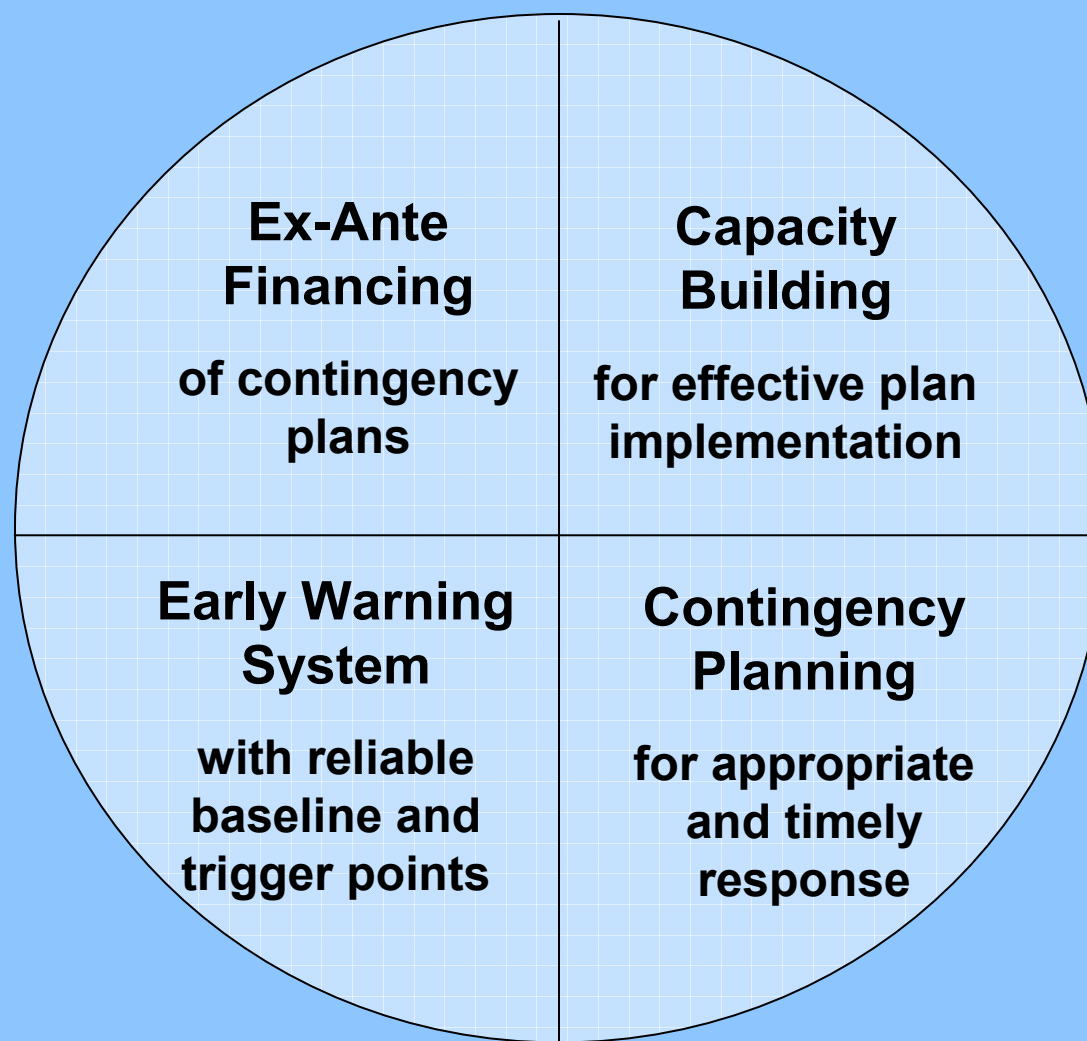 Ex-Ante
Financing
of contingency
plans
Capacity
Building
for effective plan
implementation
Early Warning
System
with reliable
baseline and
trigger points
Contingency
Planning
for appropriate
and timely
response